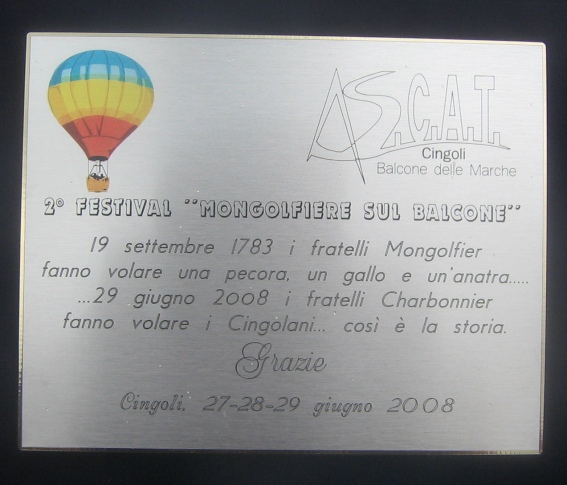 A.S.C.A.T.
Cingoli
Balcone delle Marche
2° FESTIVAL "MONGOLFIERE SUL BALCONE"
19 settembre 1783 i fratelli Mongolfier
fanno volare una pecora, un gallo e un'anatra.....
...29 giugno 2008 i fratelli Charbonnier
fanno volare i Cingolani... così è la storia.
Grazie
Cingoli, 27-28-29 giugno 2008